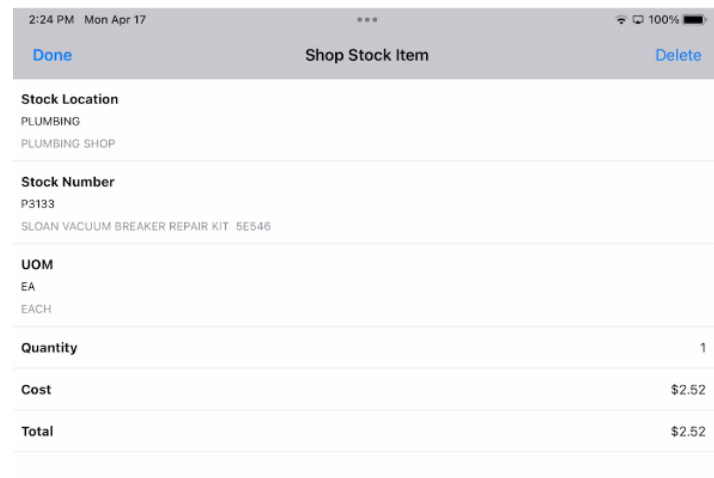 2:24 PM Mon Apr 17 100%
Done Shop Stock Item Delete
Stock Location
PLUMBING
PLUMBING SHOP
Stock Number
P3133
SLOAN VACUUM BREAKER REPAIR KIT 5E546
UOM
EA
EACH
Quantity 1
Cost $2.52
Total $2.52